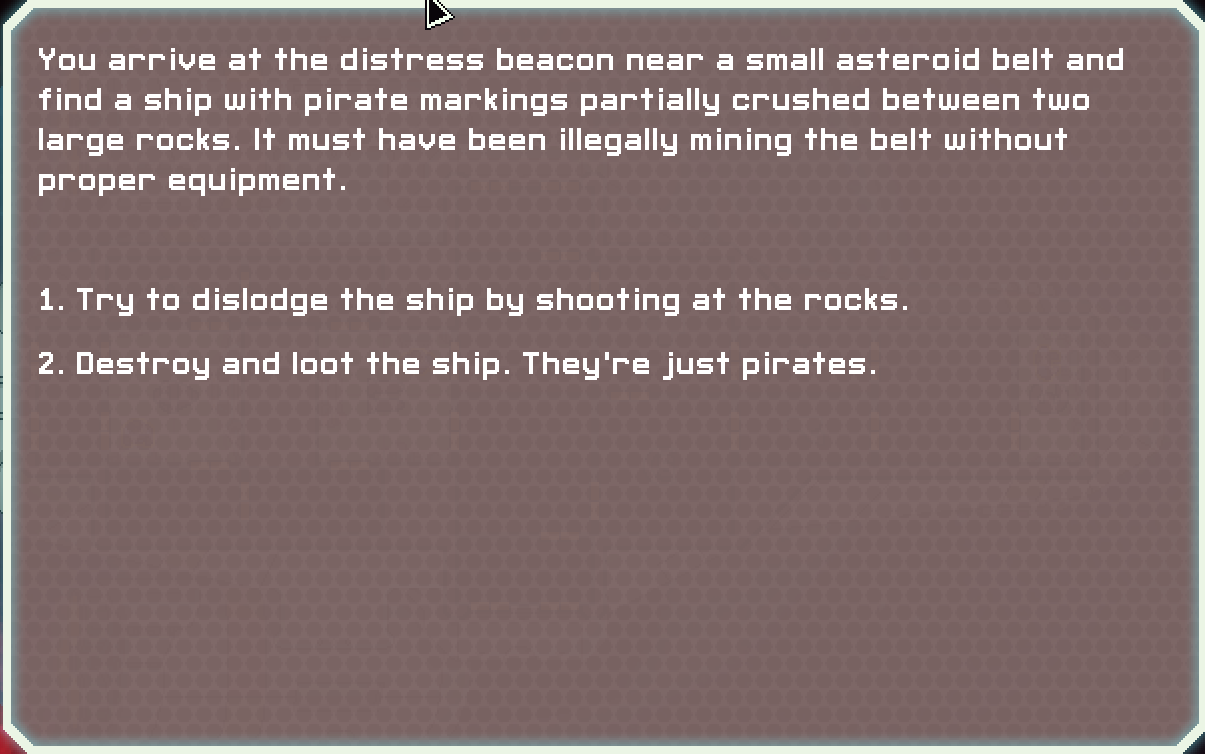 You arrive at the distress beacon near a small asteroid belt and
find a ship with pirate markings partially crushed between two
large rocks. It must have been illegally mining the belt without
proper equipment.
1. Try to dislodge the ship by shooting at the rocks.
2. Destroy and loot the ship. They're just pirates.